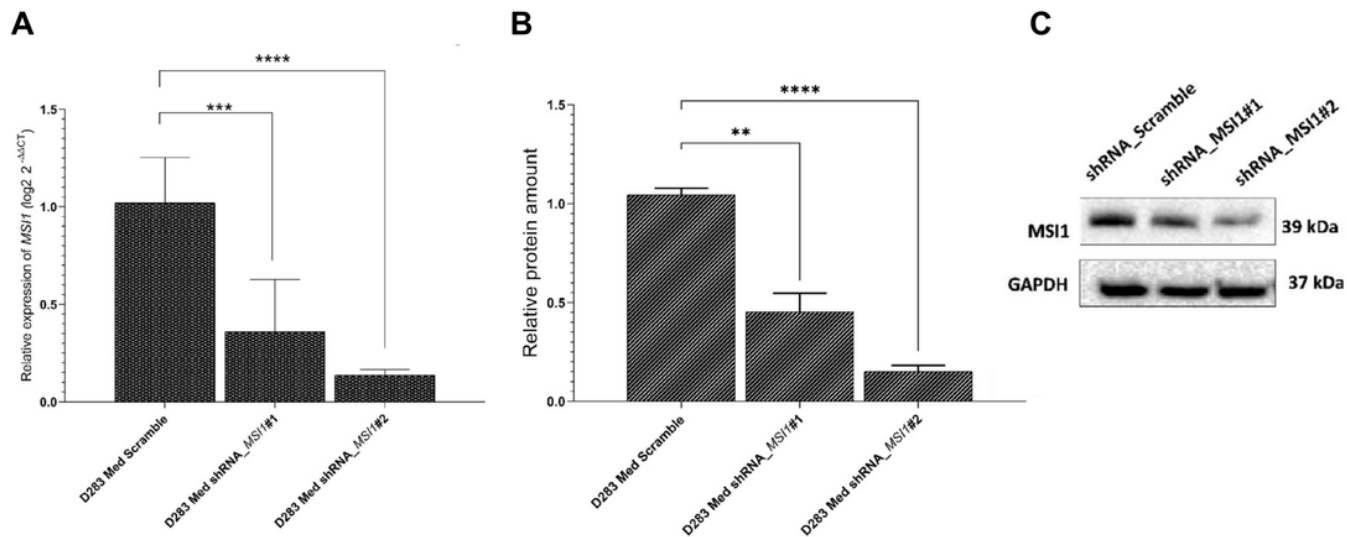 A
B
C
****
***
Relative expression of MSI1 (log2 2^-ΔΔCT)
1.5
1.0
0.5
0.0
D283 Med Scramble
D283 Med shRNA_MSI1#1
D283 Med shRNA_MSI1#2
****
**
Relative protein amount
1.5
1.0
0.5
0.0
D283 Med Scramble
D283 Med shRNA_MSI1#1
D283 Med shRNA_MSI1#2
shRNA_Scramble
shRNA_MSI1#1
shRNA_MSI1#2
MSI1 39 kDa
GAPDH 37 kDa